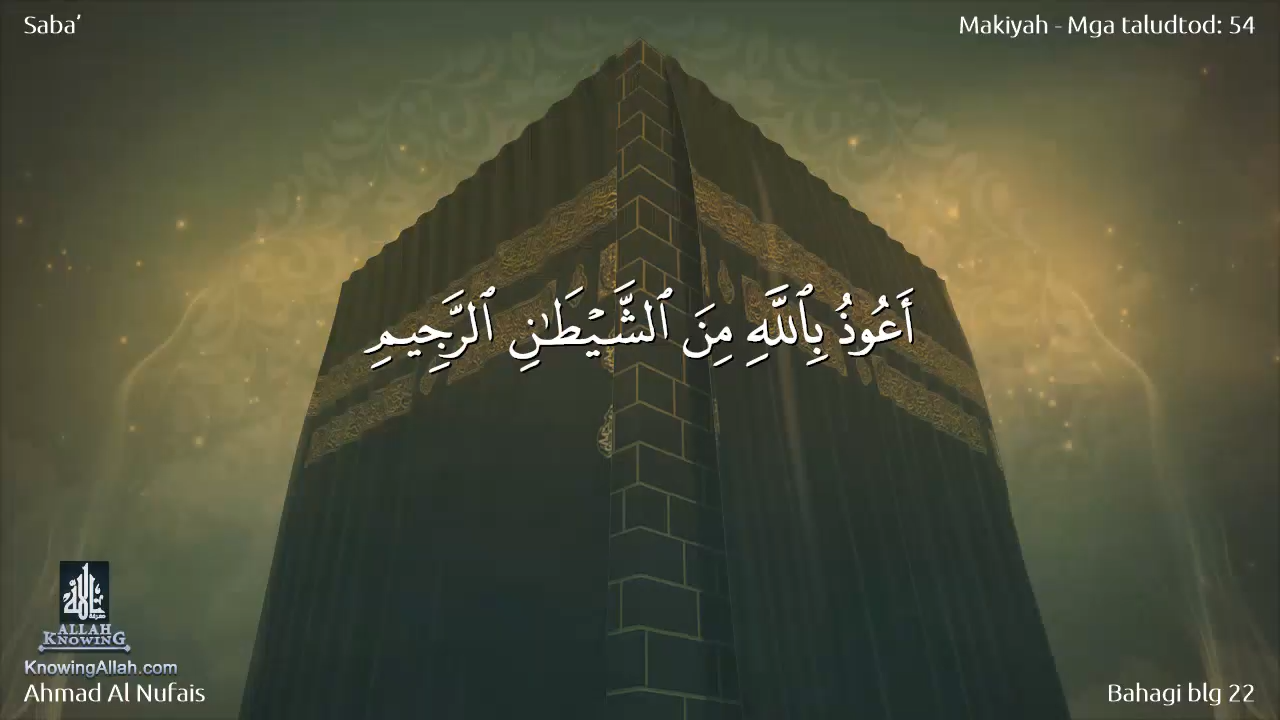 Saba’
Makiyah - Mga taludtod: 54
أَعُوذُ بِٱللَّهِ مِنَ ٱلشَّيْطَٰنِ ٱلرَّجِيمِ
ALLAH
KNOWING
KnowingAllah.com
Ahmad Al Nufais
Bahagi blg 22